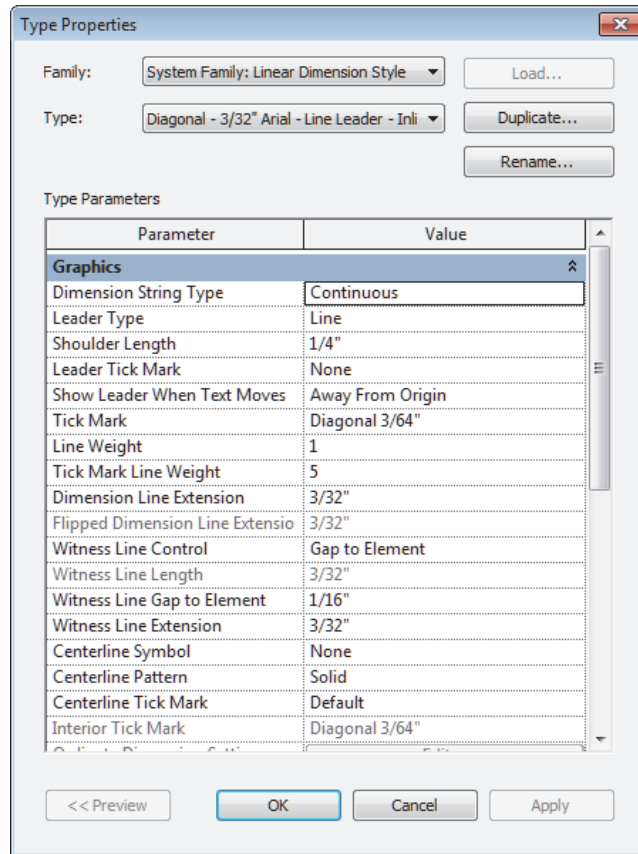 Type Properties
Family: System Family: Linear Dimension Style Load...
Type: Diagonal - 3/32" Arial - Line Leader - Inli Duplicate...
Rename...
Type Parameters
Parameter Value
Graphics
Dimension String Type Continuous
Leader Type Line
Shoulder Length 1/4"
Leader Tick Mark None
Show Leader When Text Moves Away From Origin
Tick Mark Diagonal 3/64"
Line Weight 1
Tick Mark Line Weight 5
Dimension Line Extension 3/32"
Flipped Dimension Line Extensio 3/32"
Witness Line Control Gap to Element
Witness Line Length 3/32"
Witness Line Gap to Element 1/16"
Witness Line Extension 3/32"
Centerline Symbol None
Centerline Pattern Solid
Centerline Tick Mark Default
Interior Tick Mark Diagonal 3/64"
<< Preview OK Cancel Apply